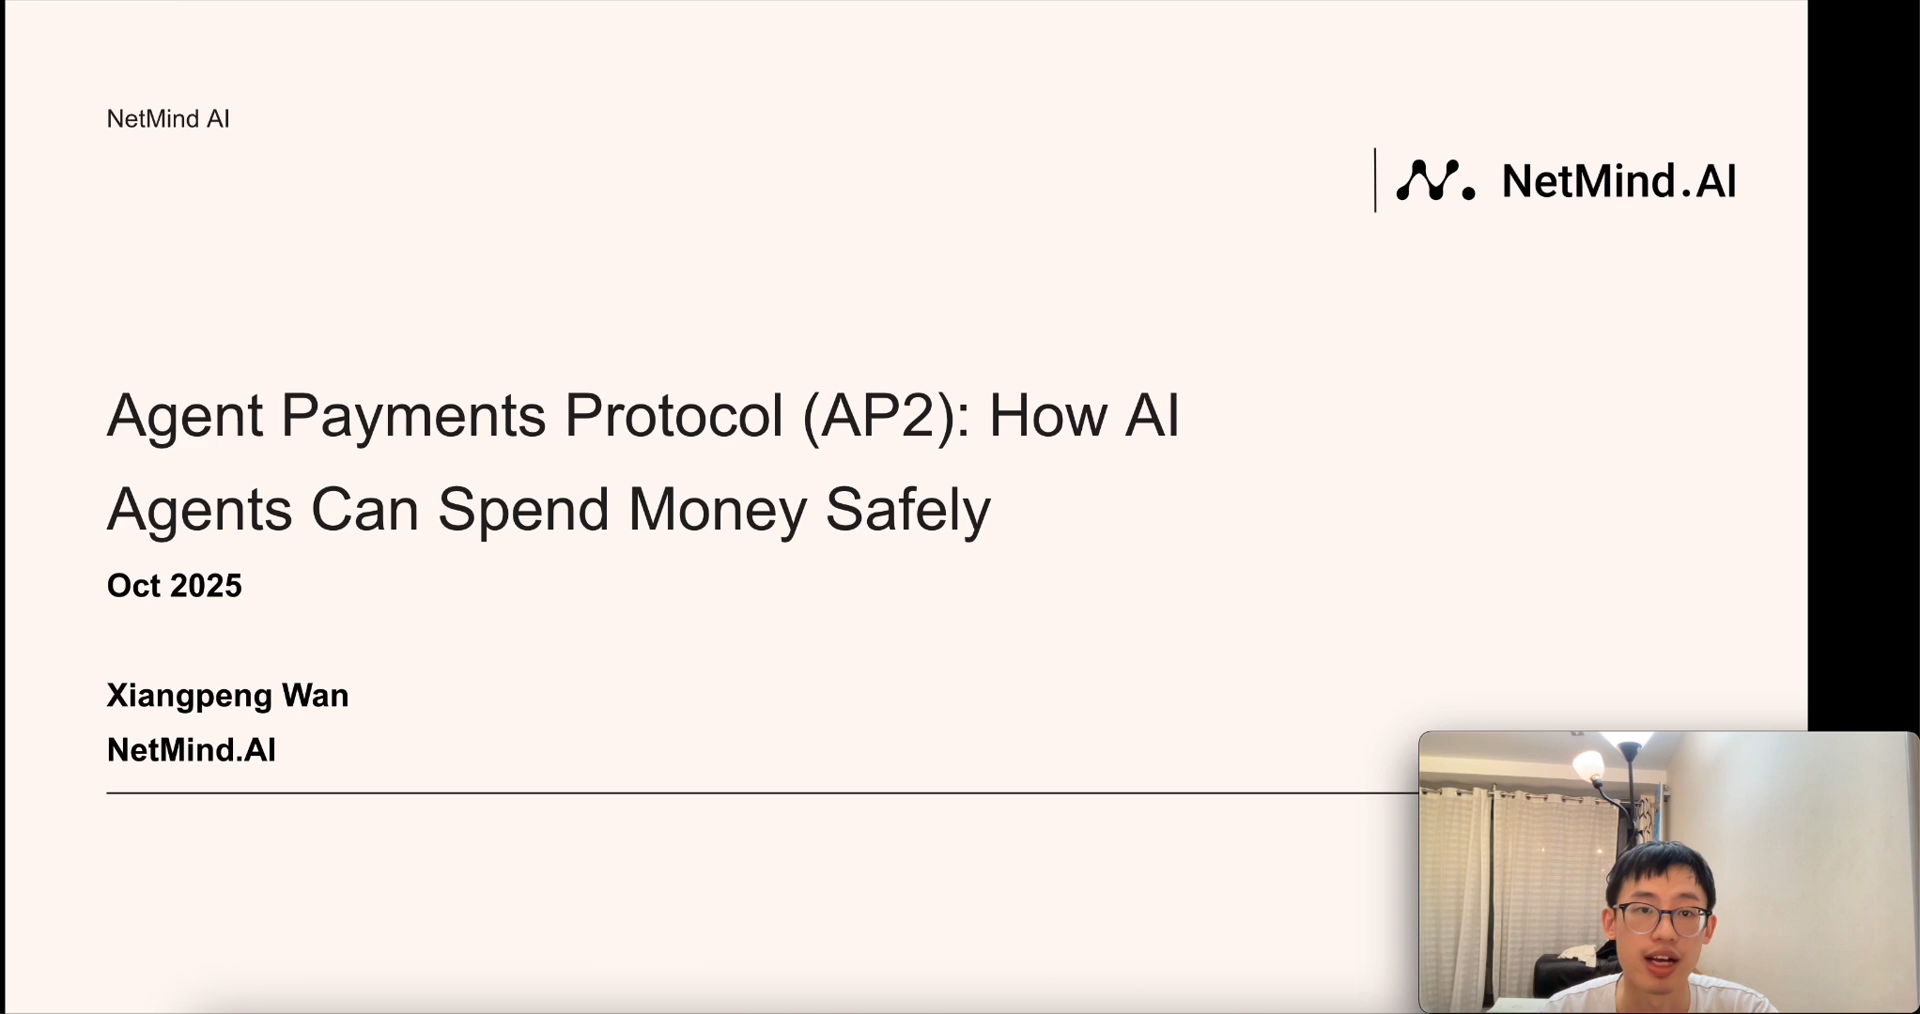 NetMind AI
NetMind.AI
Agent Payments Protocol (AP2): How AI
Agents Can Spend Money Safely
Oct 2025
Xiangpeng Wan
NetMind.AI